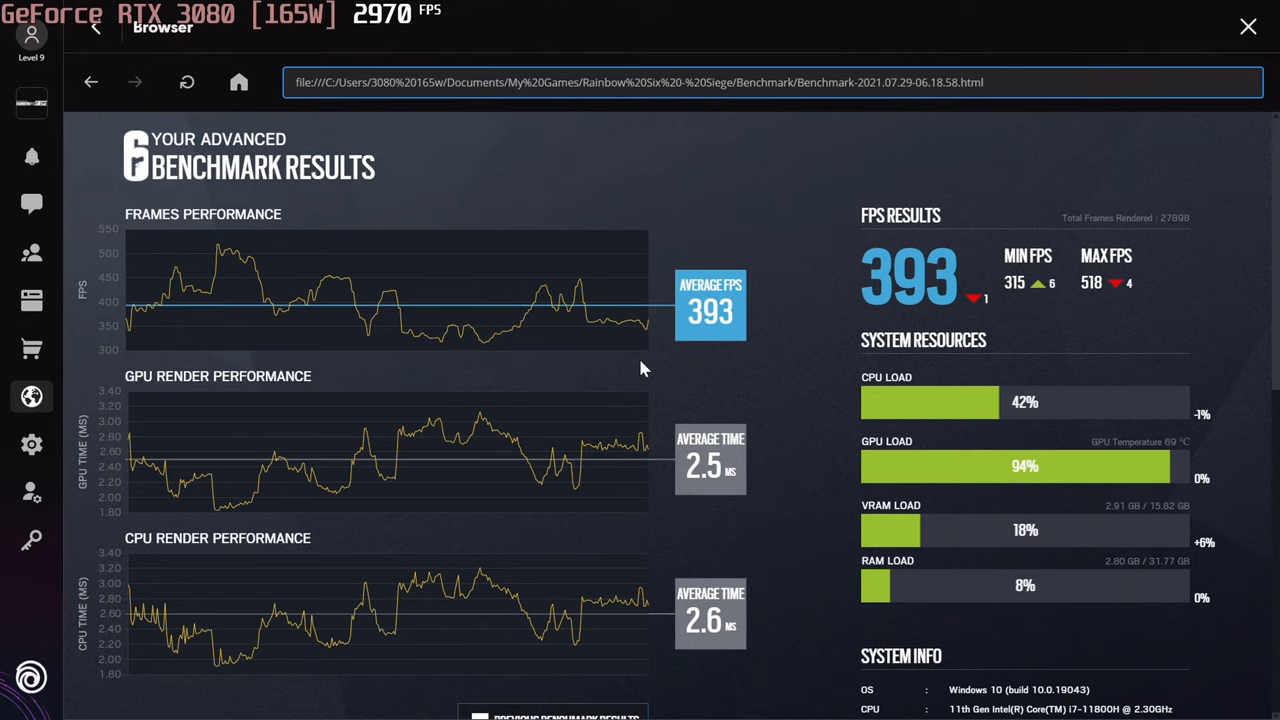 GeForce RTX 3080 [165W] 2970 FPS
Browser
Level 9
file:///C:/Users/3080%20165w/Documents/My%20Games/Rainbow%20Six%20-%20Siege/Benchmark/Benchmark-2021.07.29-06.18.58.html
6 YOUR ADVANCED
BENCHMARK RESULTS
FRAMES PERFORMANCE
550
500
450
400
350
300
FPS
AVERAGE FPS
393
GPU RENDER PERFORMANCE
3.40
3.20
3.00
2.80
2.60
2.40
2.20
2.00
1.80
GPU TIME (MS)
AVERAGE TIME
2.5 MS
CPU RENDER PERFORMANCE
3.40
3.00
2.60
2.20
2.00
1.80
CPU TIME (MS)
AVERAGE TIME
2.6 MS
PREVIOUS BENCHMARK RESULTS
FPS RESULTS
Total Frames Rendered : 27898
393 1
MIN FPS
315 6
MAX FPS
518 4
SYSTEM RESOURCES
CPU LOAD
42%
-1%
GPU LOAD GPU Temperature 69 °C
94%
0%
VRAM LOAD 2.91 GB / 15.82 GB
18%
+6%
RAM LOAD 2.80 GB / 31.77 GB
8%
0%
SYSTEM INFO
OS : Windows 10 (build 10.0.19043)
CPU : 11th Gen Intel(R) Core(TM) i7-11800H @ 2.30GHz